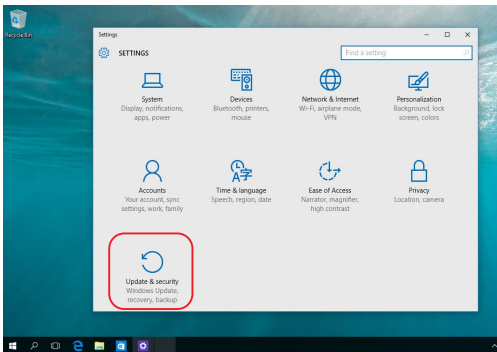 Recycle Bin
Settings
SETTINGS
Find a setting
System
Display, notifications,
apps, power
Devices
Bluetooth, printers,
mouse
Network & Internet
Wi-Fi, airplane mode,
VPN
Personalization
Background, lock
screen, colors
Accounts
Your account, sync
settings, work, family
Time & language
Speech, region, date
Ease of Access
Narrator, magnifier,
high contrast
Privacy
Location, camera
Update & security
Windows Update,
recovery, backup